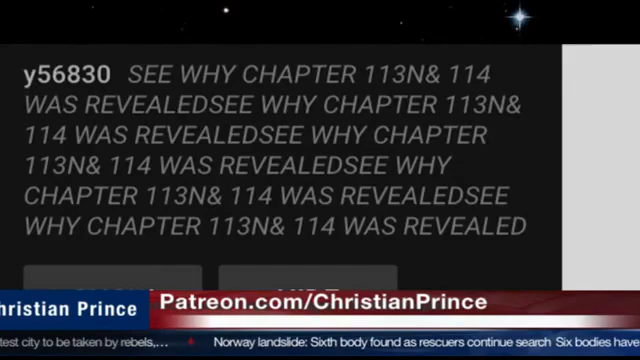 y56830 SEE WHY CHAPTER 113N& 114
WAS REVEALEDSEE WHY CHAPTER 113N&
114 WAS REVEALEDSEE WHY CHAPTER
113N& 114 WAS REVEALEDSEE WHY
CHAPTER 113N& 114 WAS REVEALEDSEE
WHY CHAPTER 113N& 114 WAS REVEALED
hristian Prince
Patreon.com/ChristianPrince
test city to be taken by rebels,... Norway landslide: Sixth body found as rescuers continue search Six bodies have